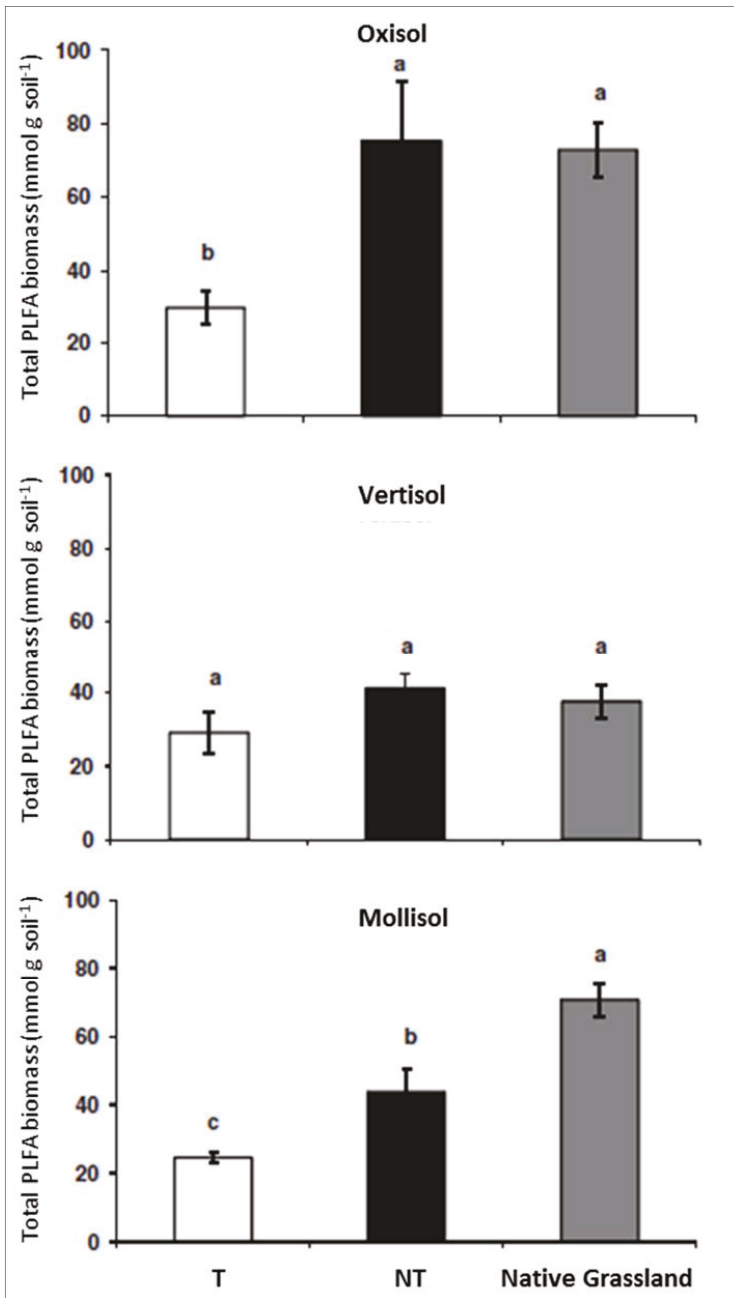 Oxisol
Total PLFA biomass (mmol g soil-1)
100
80
60
40
20
0
b
a
a
Vertisol
Total PLFA biomass (mmol g soil-1)
100
80
60
40
20
0
a
a
a
Mollisol
Total PLFA biomass (mmol g soil-1)
100
80
60
40
20
0
c
b
a
T NT Native Grassland